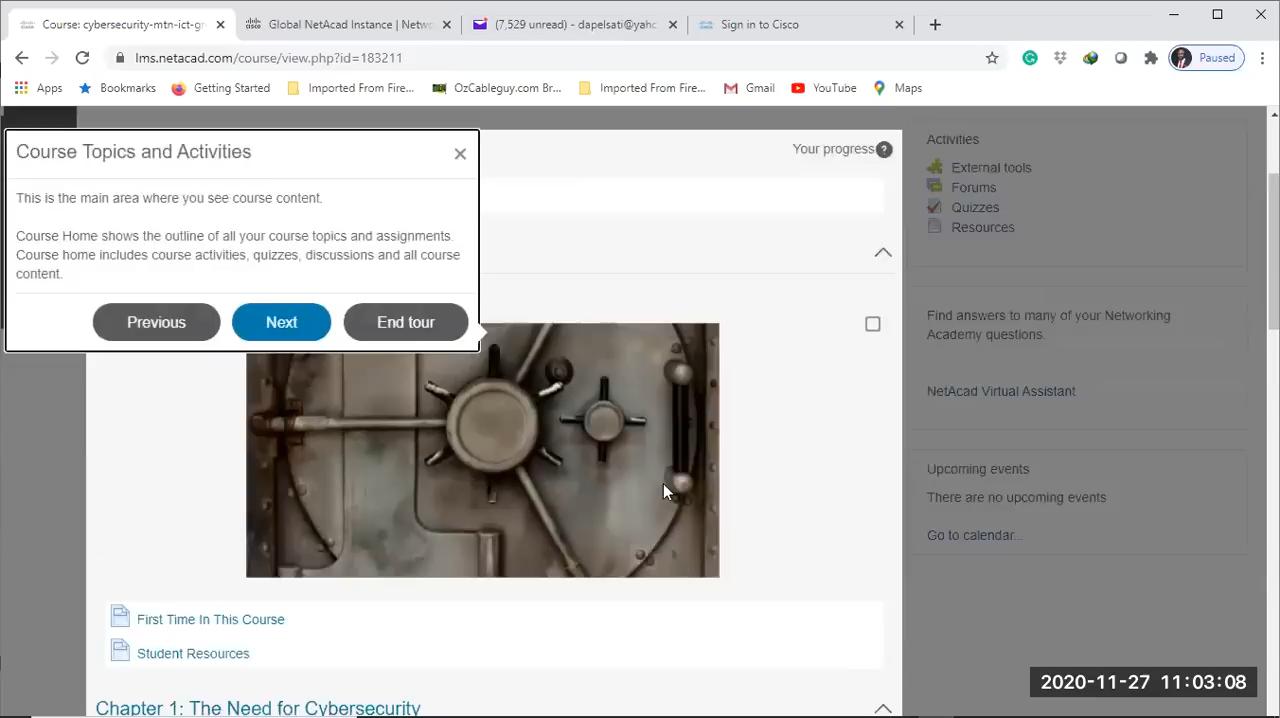 Course: cybersecurity-mtn-ict-gr
Global NetAcad Instance | Netwo
(7,529 unread) - dapelsati@yaho
Sign in to Cisco
lms.netacad.com/course/view.php?id=183211
Paused
Apps
Bookmarks
Getting Started
Imported From Fire...
OzCableguy.com Br...
Imported From Fire...
Gmail
YouTube
Maps
Course Topics and Activities
This is the main area where you see course content.
Course Home shows the outline of all your course topics and assignments.
Course home includes course activities, quizzes, discussions and all course
content.
Previous
Next
End tour
Your progress
?
First Time In This Course
Student Resources
Chapter 1: The Need for Cybersecurity
Activities
External tools
Forums
Quizzes
Resources
Find answers to many of your Networking
Academy questions.
NetAcad Virtual Assistant
Upcoming events
There are no upcoming events
Go to calendar...
2020-11-27 11:03:08